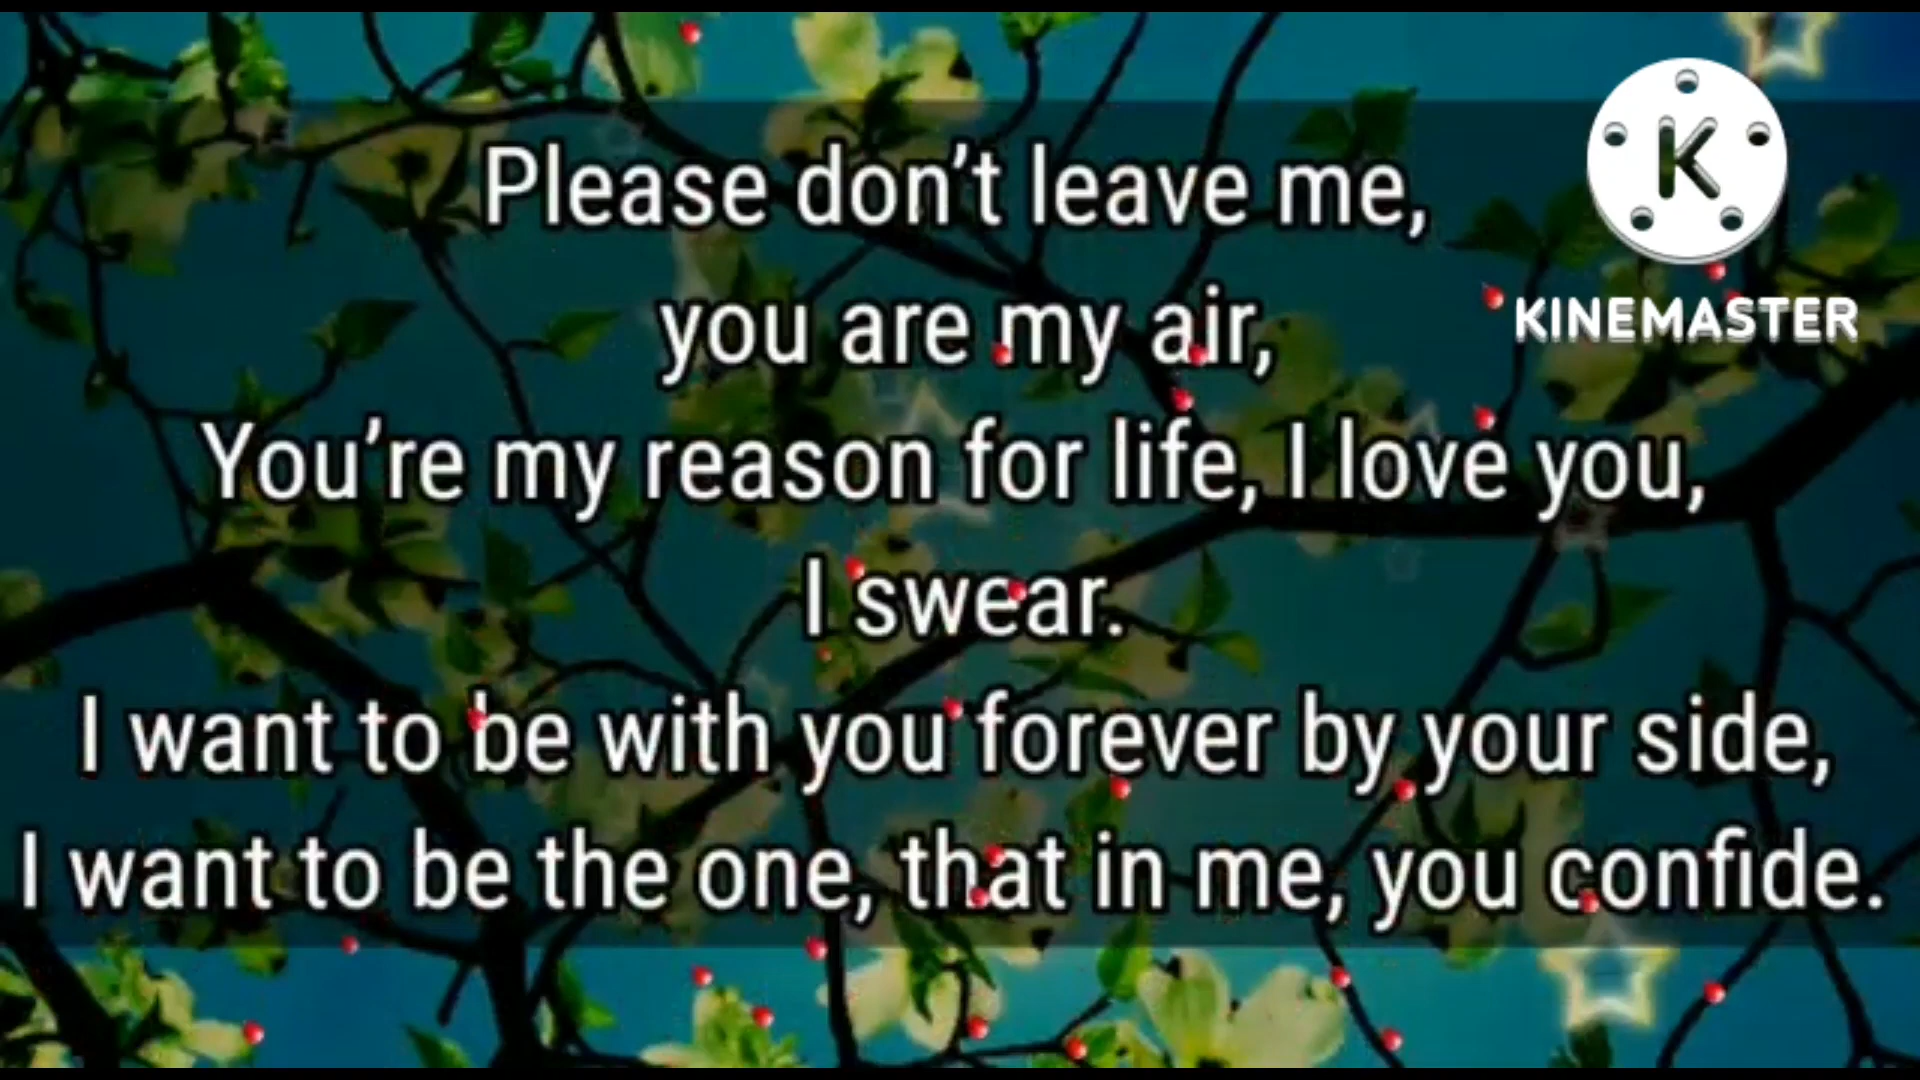 Please don’t leave me,
you are my air,
You’re my reason for life, I love you,
I swear.
I want to be with you forever by your side,
I want to be the one, that in me, you confide.
K
KINEMASTER